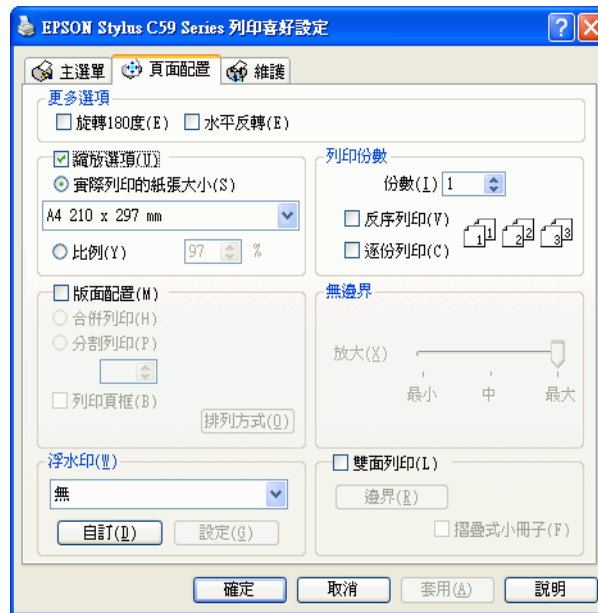 EPSON Stylus C59 Series 列印喜好設定
主選單 頁面配置 維護
更多選項
旋轉180度(E) 水平反轉(E)
縮放選項(U)
實際列印的紙張大小(S)
A4 210 x 297 mm
比例(Y) 97 %
列印份數
份數(I) 1
反序列印(V)
逐份列印(C)
1 1 2 2 3 3
版面配置(M)
合併列印(H)
分割列印(P)
列印頁框(B)
排列方式(O)
無邊界
放大(X)
最小 中 最大
浮水印(W)
無
自訂(D) 設定(G)
雙面列印(L)
邊界(R)
摺疊式小冊子(F)
確定 取消 套用(A) 說明